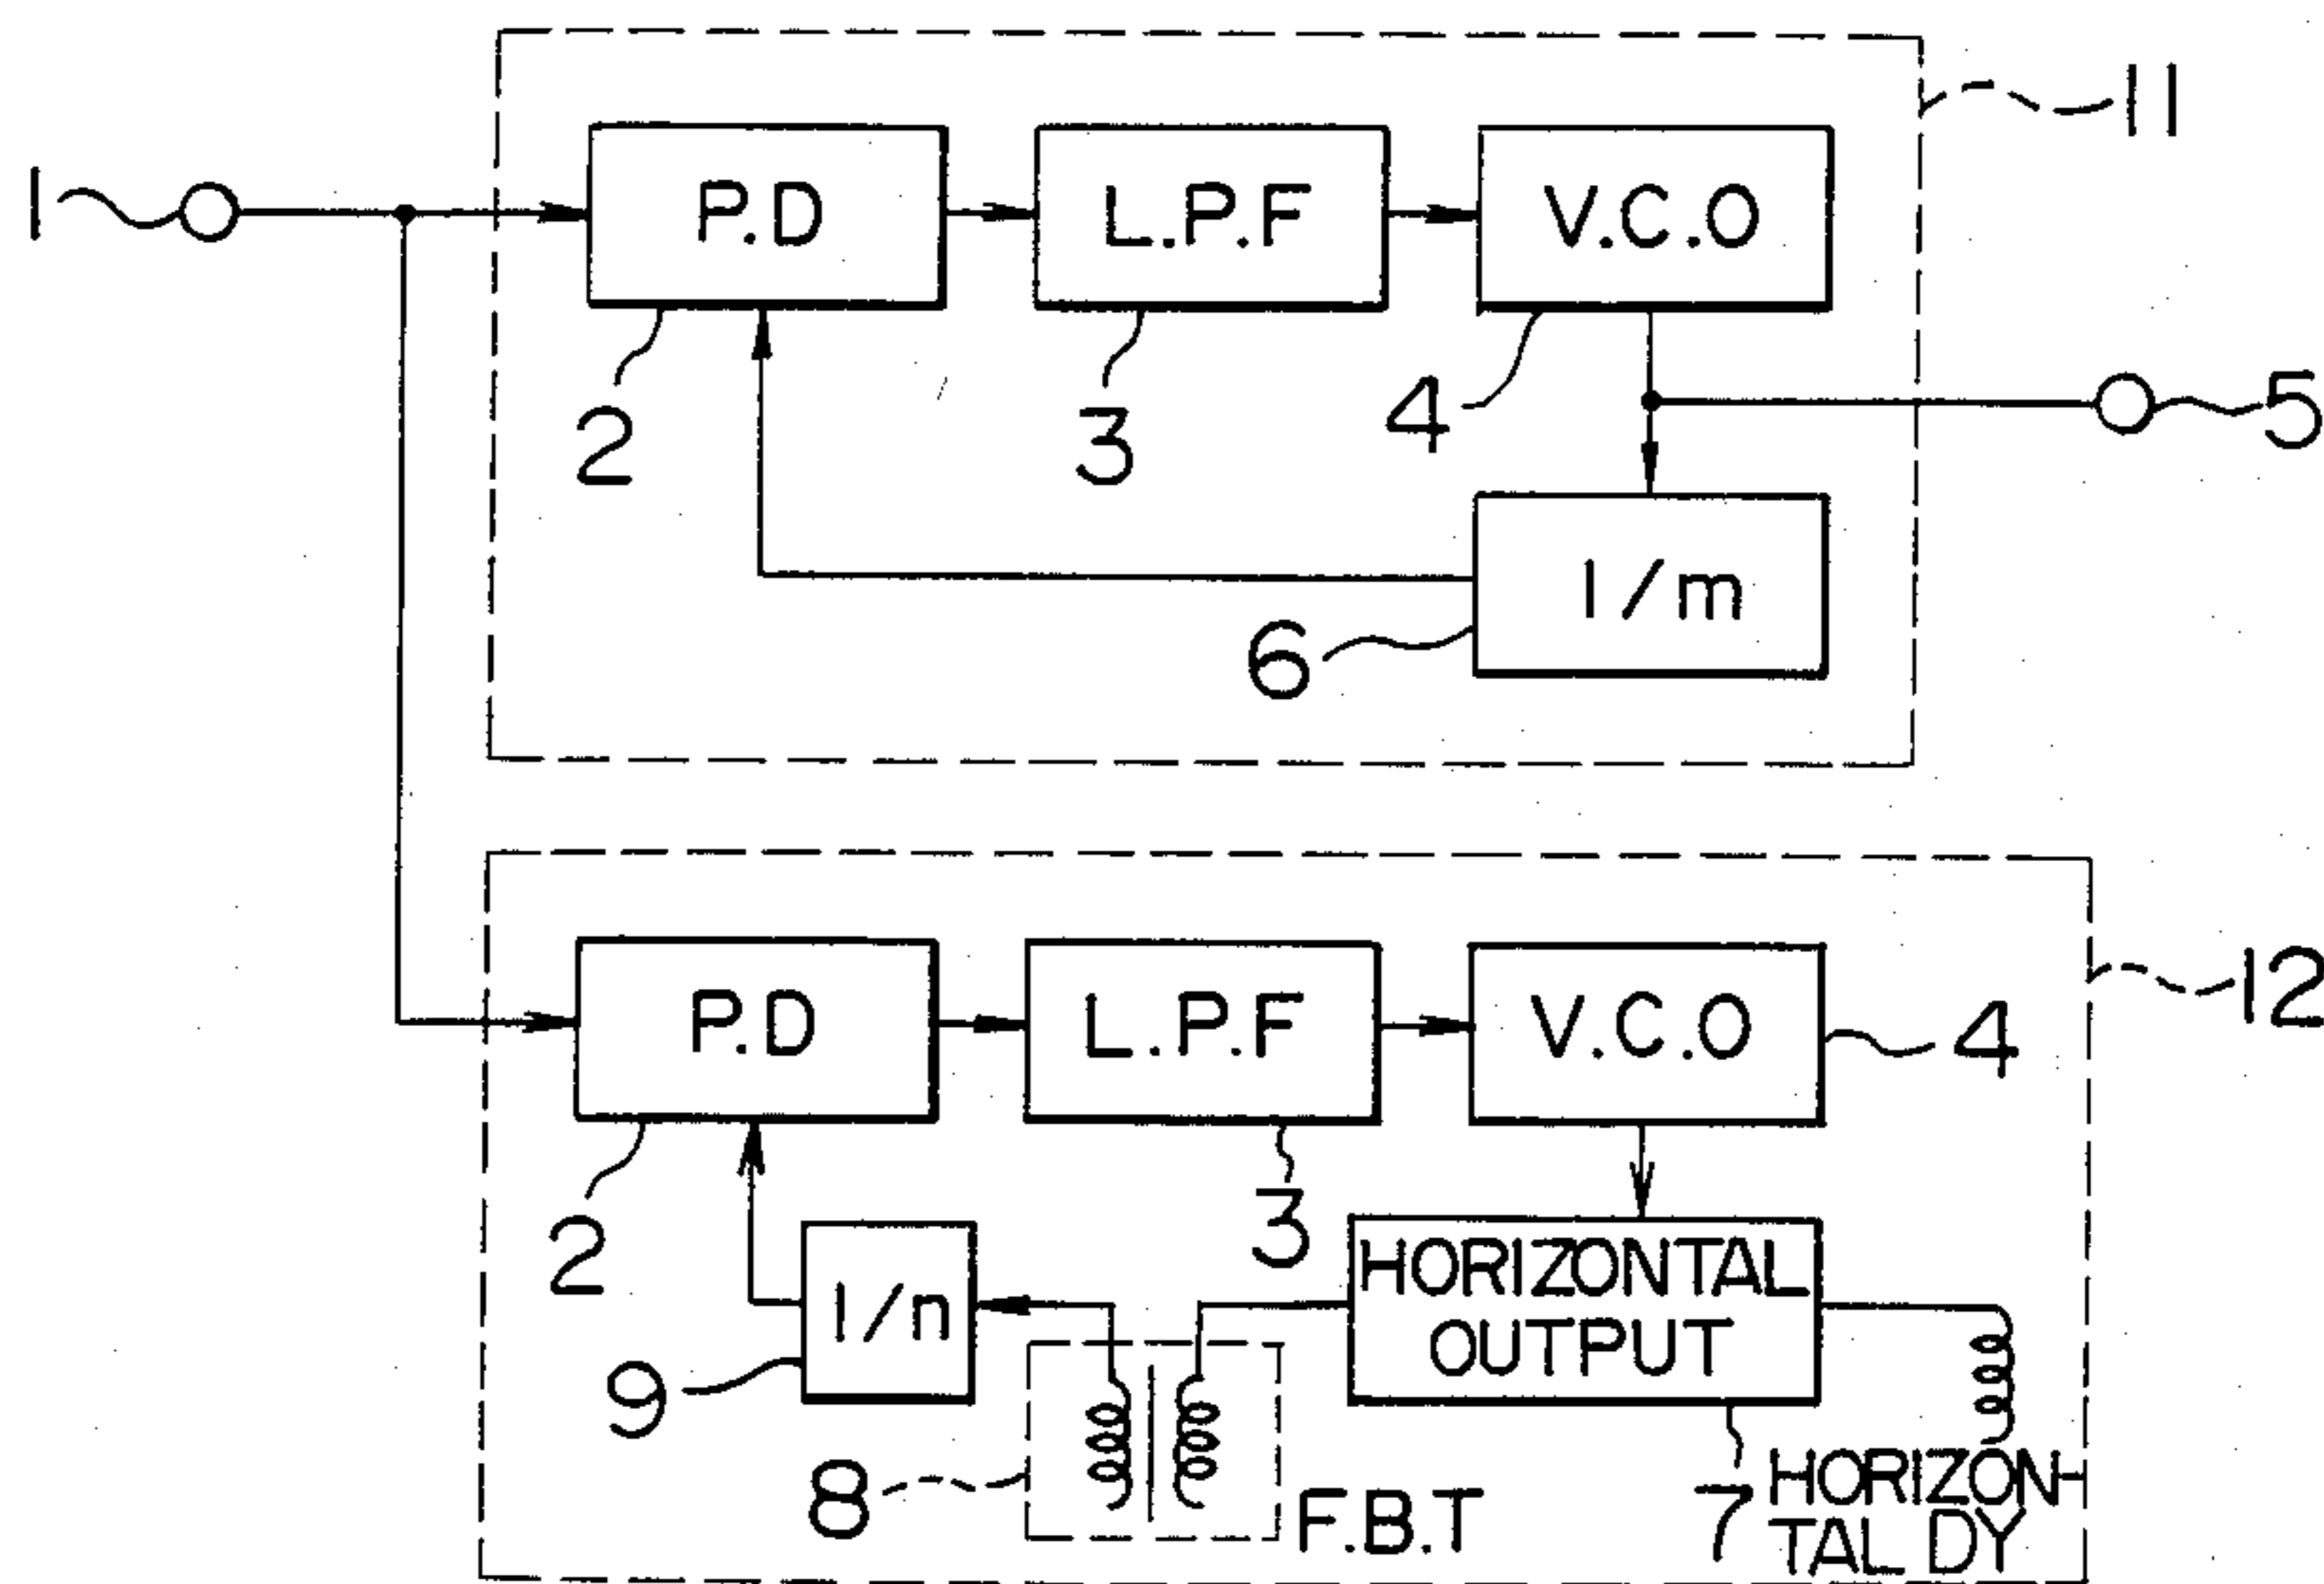 11
1
P.D
L.P.F
V.C.O
2
3
4
5
1/m
6
12
P.D
L.P.F
V.C.O
4
2
3
1/n
HORIZONTAL
OUTPUT
9
8
F.B.T
7
HORIZON-
TAL DY